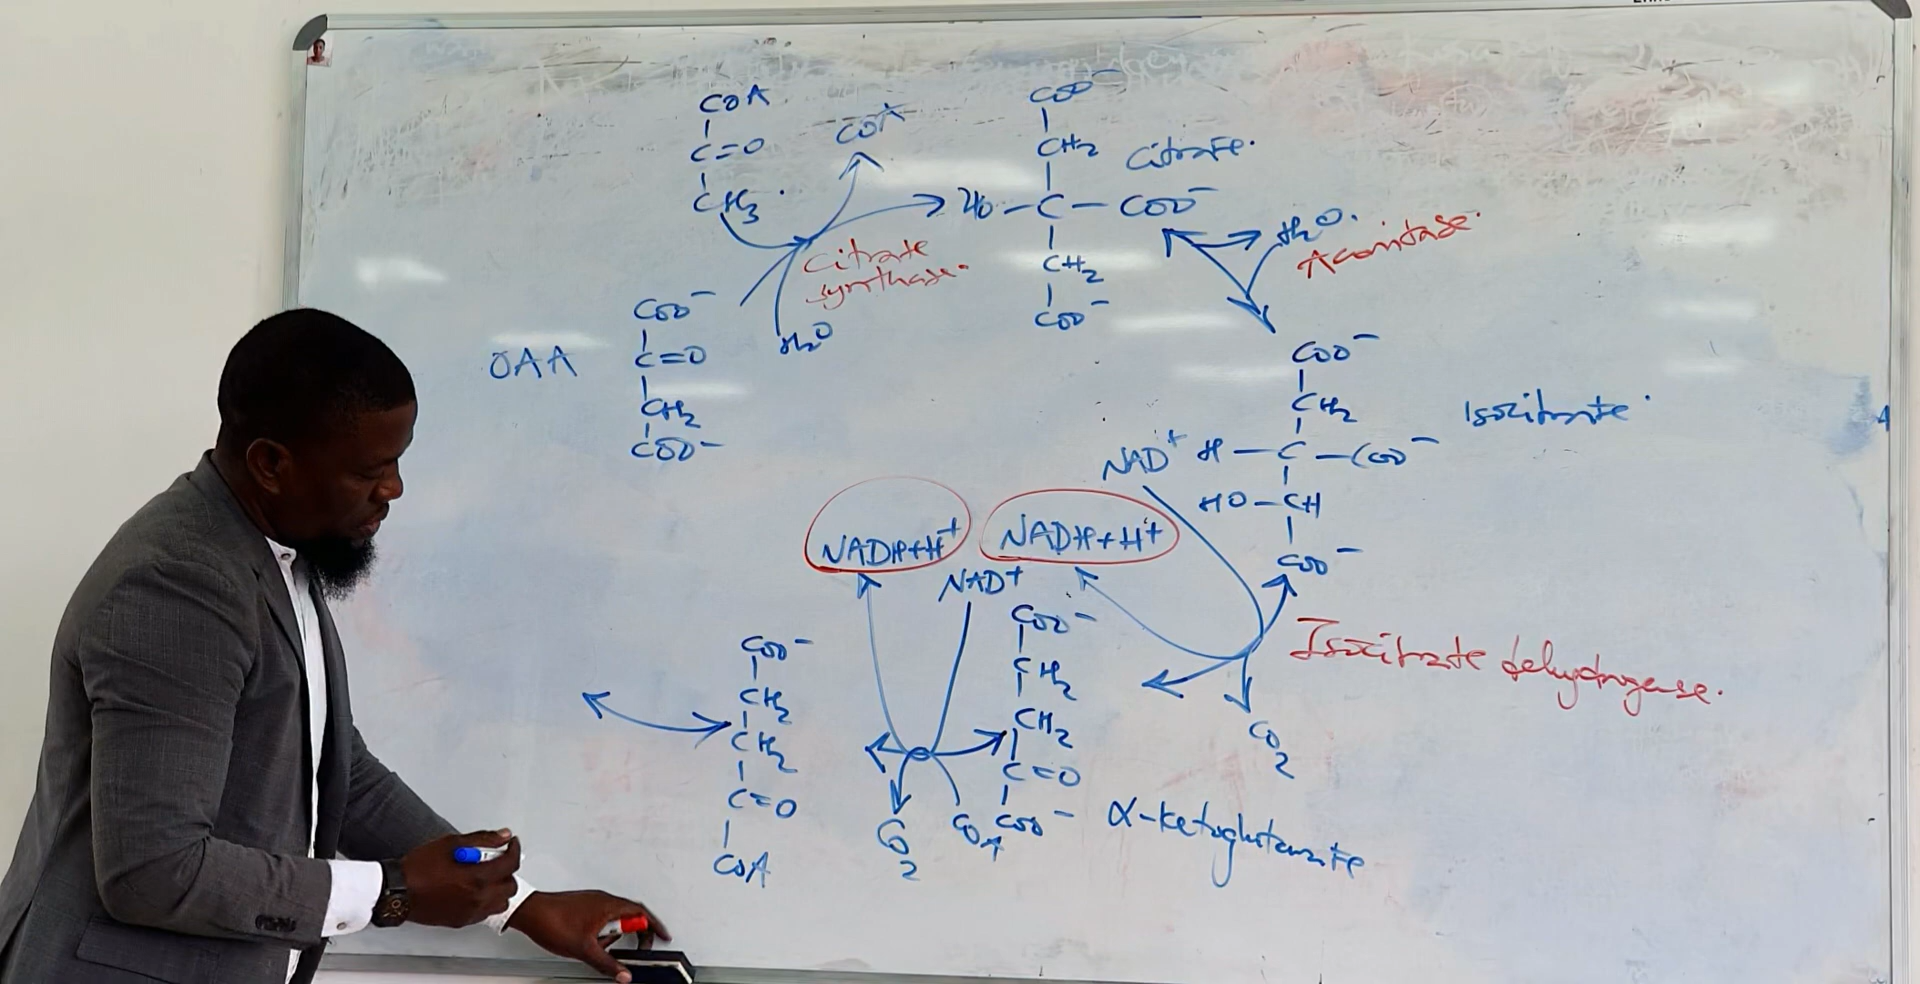 CoA
C=O
CH3
CoA
COO-
CH2
Citrate.
HO-C-COO-
CH2
COO-
Citrate
synthase.
H2O.
Aconitase.
OAA
COO-
C=O
CH2
COO-
H2O
COO-
CH2
Isocitrate.
H-C-COO-
HO-CH
COO-
NAD+
NADH+H+
NADH+H+
NAD+
Isocitrate dehydrogenase.
CO2
COO-
CH2
CH2
C=O
COO-
α-ketoglutarate
CoA
CO2
COO-
CH2
CH2
C=O
CoA